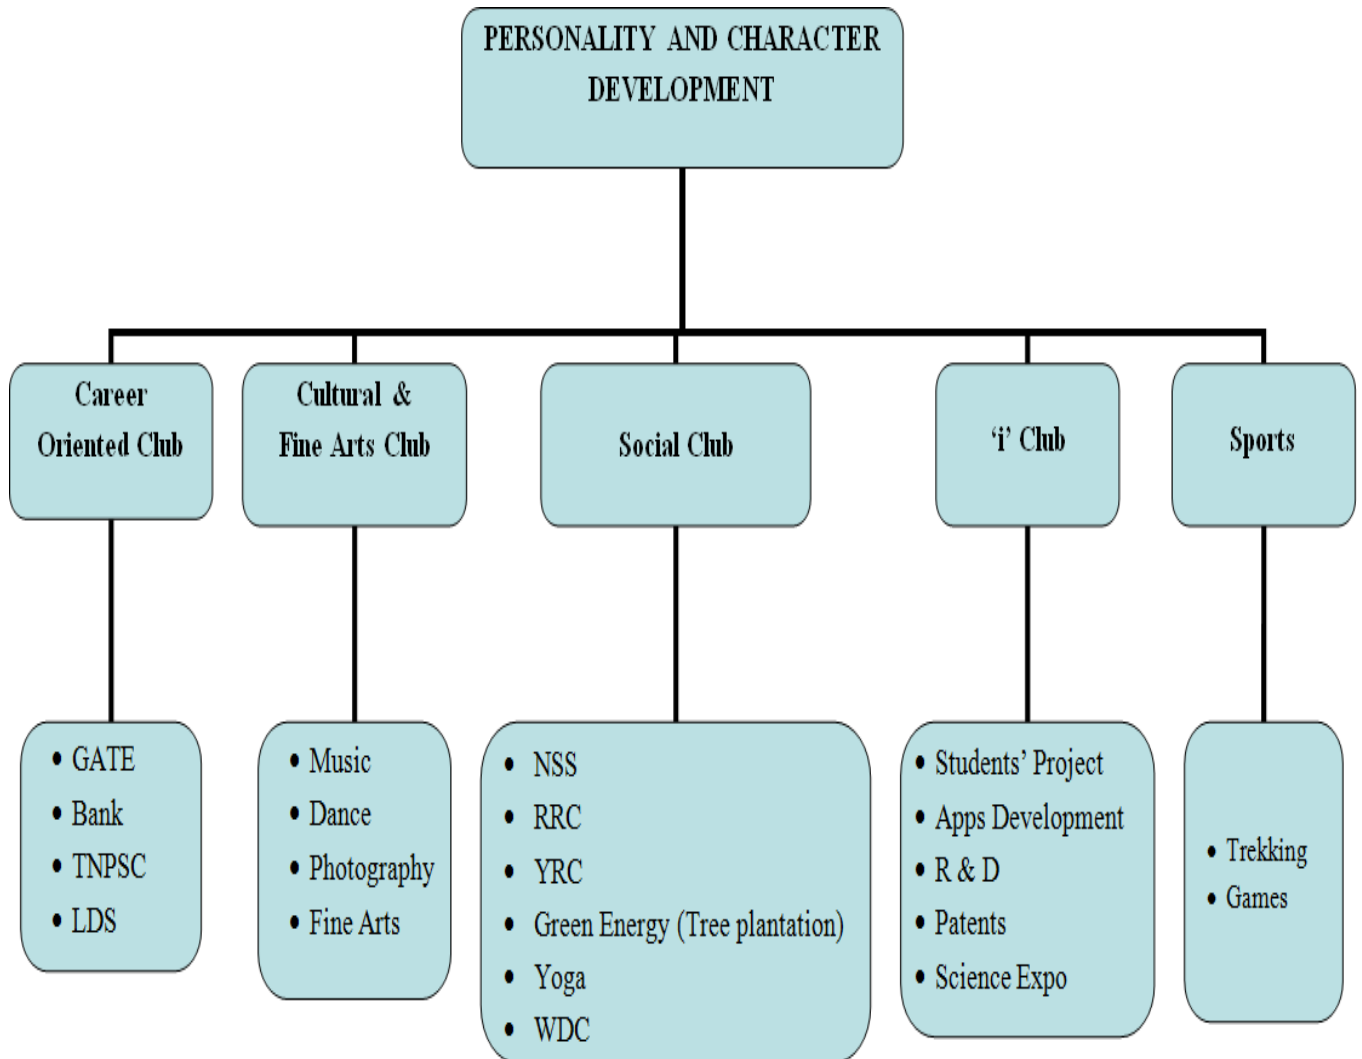 PERSONALITY AND CHARACTER
DEVELOPMENT
Career
Oriented Club
Cultural &
Fine Arts Club
Social Club
‘i’ Club
Sports
• GATE
• Bank
• TNPSC
• LDS
• Music
• Dance
• Photography
• Fine Arts
• NSS
• RRC
• YRC
• Green Energy (Tree plantation)
• Yoga
• WDC
• Students’ Project
• Apps Development
• R & D
• Patents
• Science Expo
• Trekking
• Games